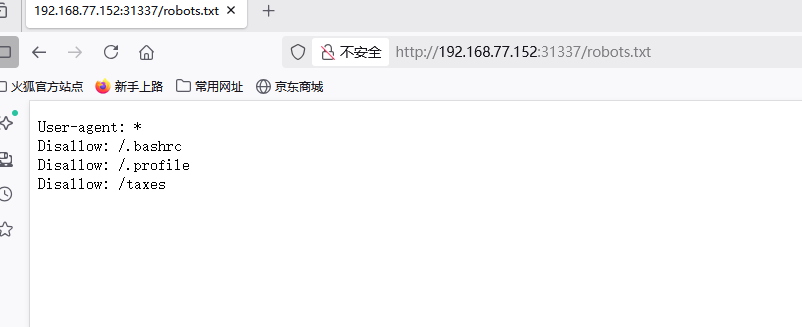 192.168.77.152:31337/robots.txt
不安全 http://192.168.77.152:31337/robots.txt
火狐官方站点 新手上路 常用网址 京东商城
User-agent: *
Disallow: /.bashrc
Disallow: /.profile
Disallow: /taxes